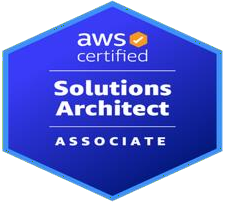 aws
certified
Solutions
Architect
ASSOCIATE